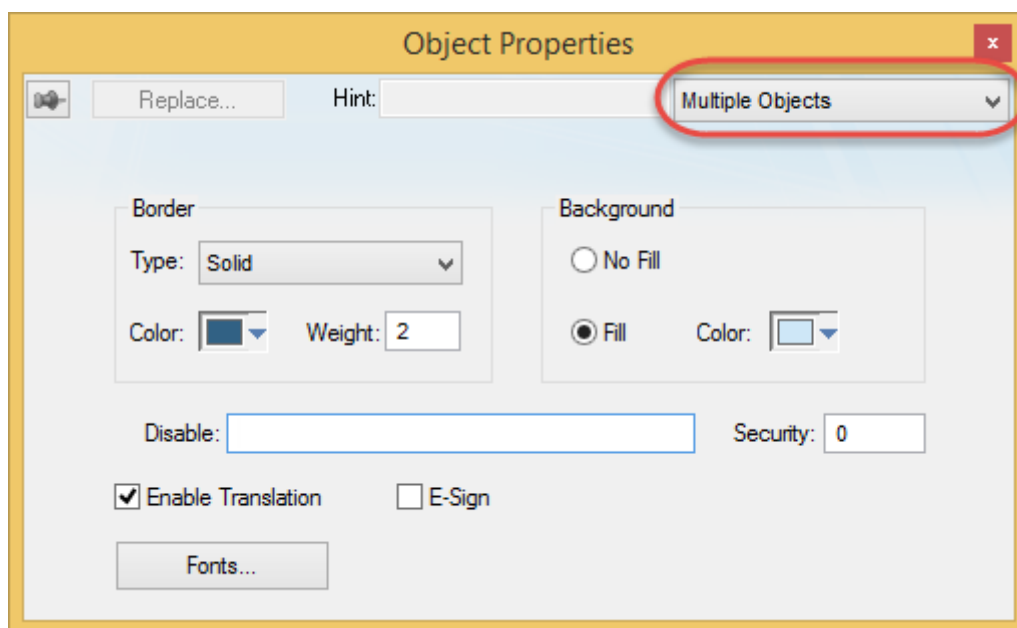 Object Properties
x
Replace... Hint: Multiple Objects
Border Background
Type: Solid No Fill
Color: Weight: 2 Fill Color:
Disable: Security: 0
Enable Translation E-Sign
Fonts...